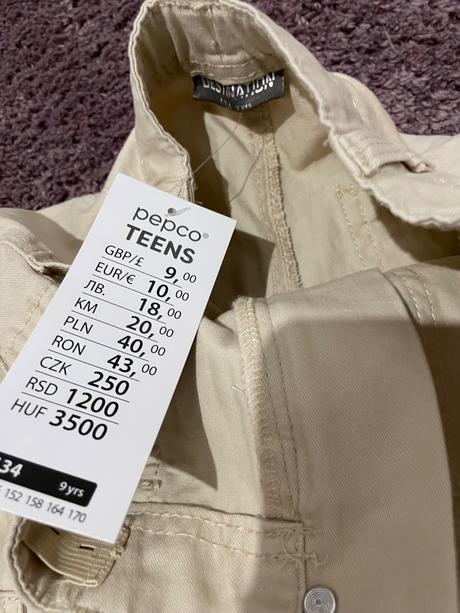 DESTINATION
pepco®
TEENS
GBP/£ 9,00
EUR/€ 10,00
ЛВ. 18,00
KM 20,00
PLN 40,00
RON 43,00
CZK 250
RSD 1200
HUF 3500
34 9 yrs
152 158 164 170